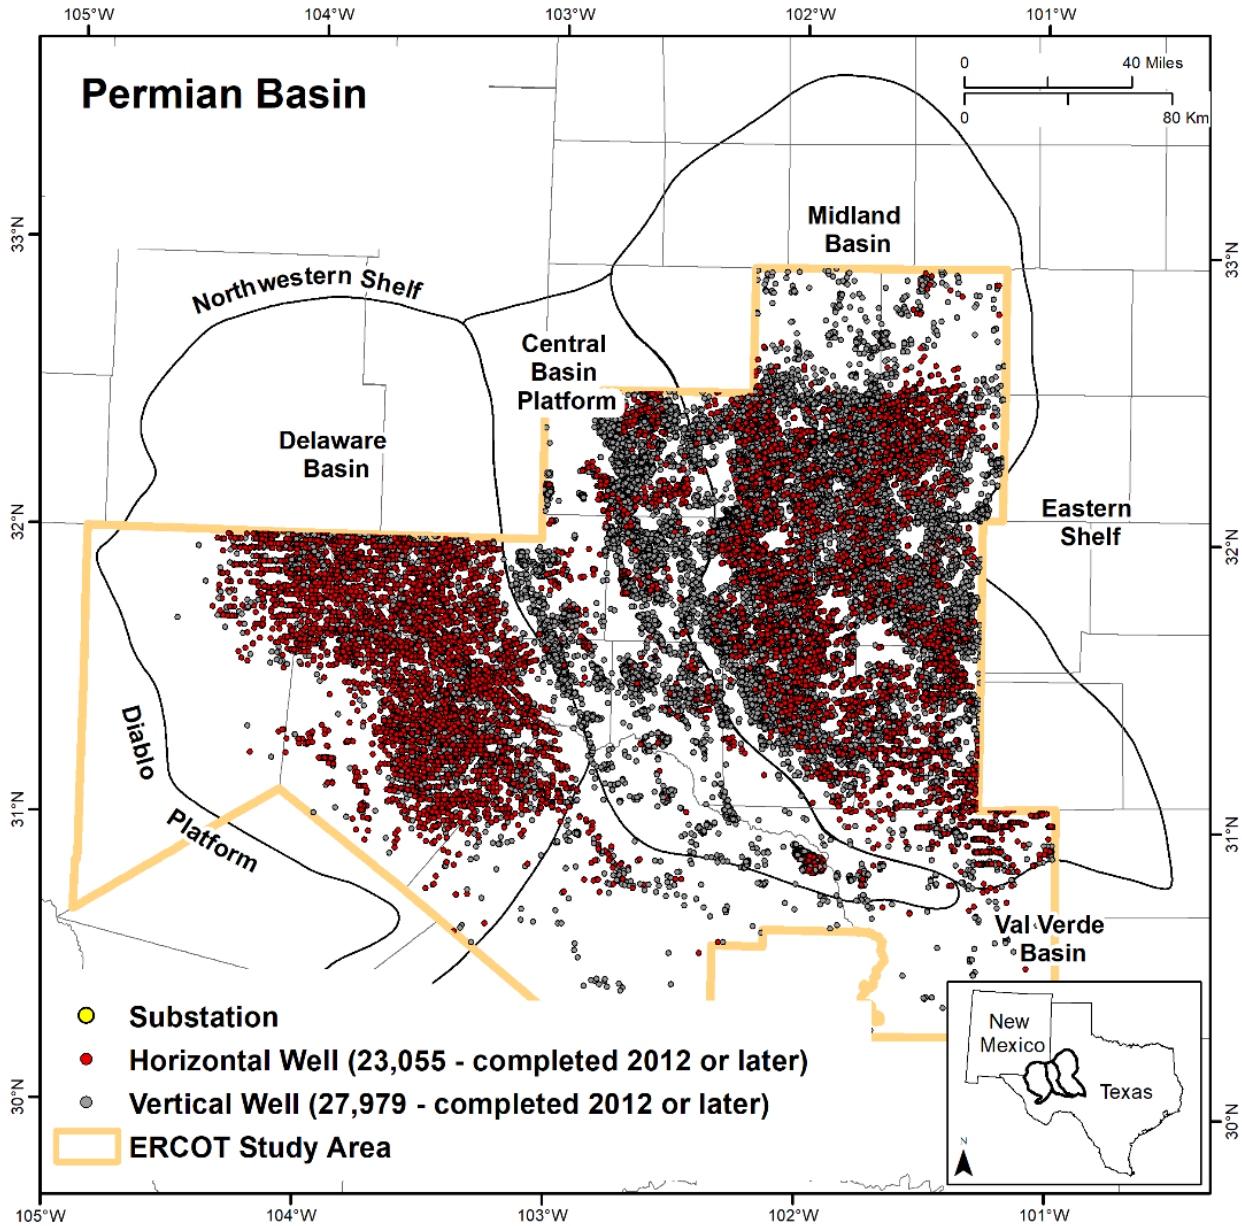 105°W 104°W 103°W 102°W 101°W
Permian Basin
0 40 Miles
0 80 Km
33°N
33°N
Midland
Basin
Northwestern Shelf
Central
Basin
Platform
Delaware
Basin
32°N
32°N
Eastern
Shelf
Diablo
Platform
31°N
31°N
Val Verde
Basin
Substation
Horizontal Well (23,055 - completed 2012 or later)
Vertical Well (27,979 - completed 2012 or later)
ERCOT Study Area
30°N
30°N
New
Mexico
Texas
N
105°W 104°W 103°W 102°W 101°W